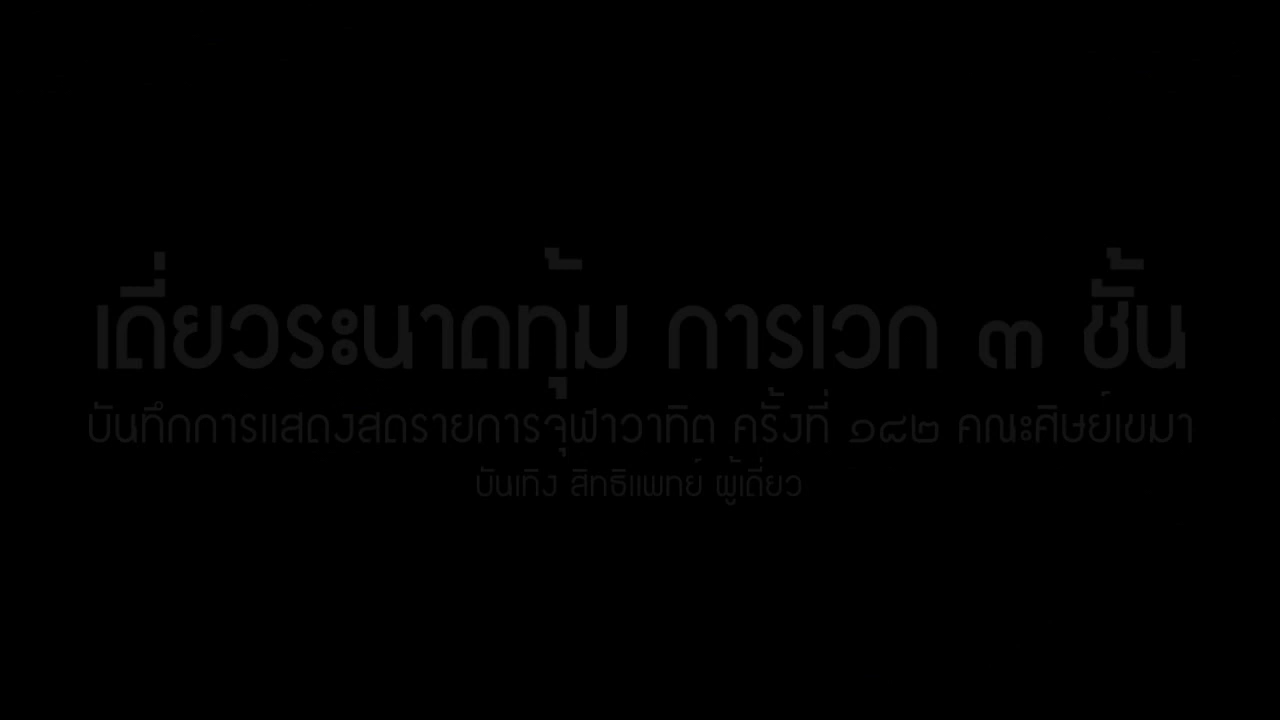 เดี่ยวระนาดทุ้ม การเวก ๓ ชั้น
บันทึกการแสดงสดรายการจุฬาวาทิต ครั้งที่ ๑๘๒ คณะศิษย์เขมา
บันเทิง สิทธิแพทย์ ผู้เดี่ยว